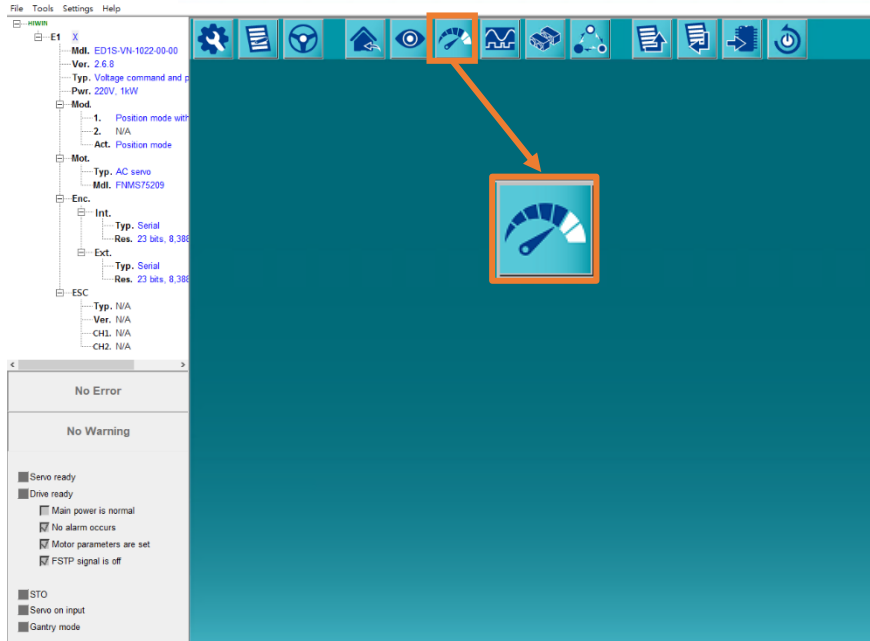 File Tools Settings Help
HIWIN
E1 X
Mdl. ED1S-VN-1022-00-00
Ver. 2.6.8
Typ. Voltage command and p
Pwr. 220V, 1kW
Mod.
1. Position mode with
2. N/A
Act. Position mode
Mot.
Typ. AC servo
Mdl. FNMS75209
Enc.
Int.
Typ. Serial
Res. 23 bits, 8,388
Ext.
Typ. Serial
Res. 23 bits, 8,388
ESC
Typ. N/A
Ver. N/A
CH1. N/A
CH2. N/A
No Error
No Warning
Servo ready
Drive ready
Main power is normal
No alarm occurs
Motor parameters are set
FSTP signal is off
STO
Servo on input
Gantry mode